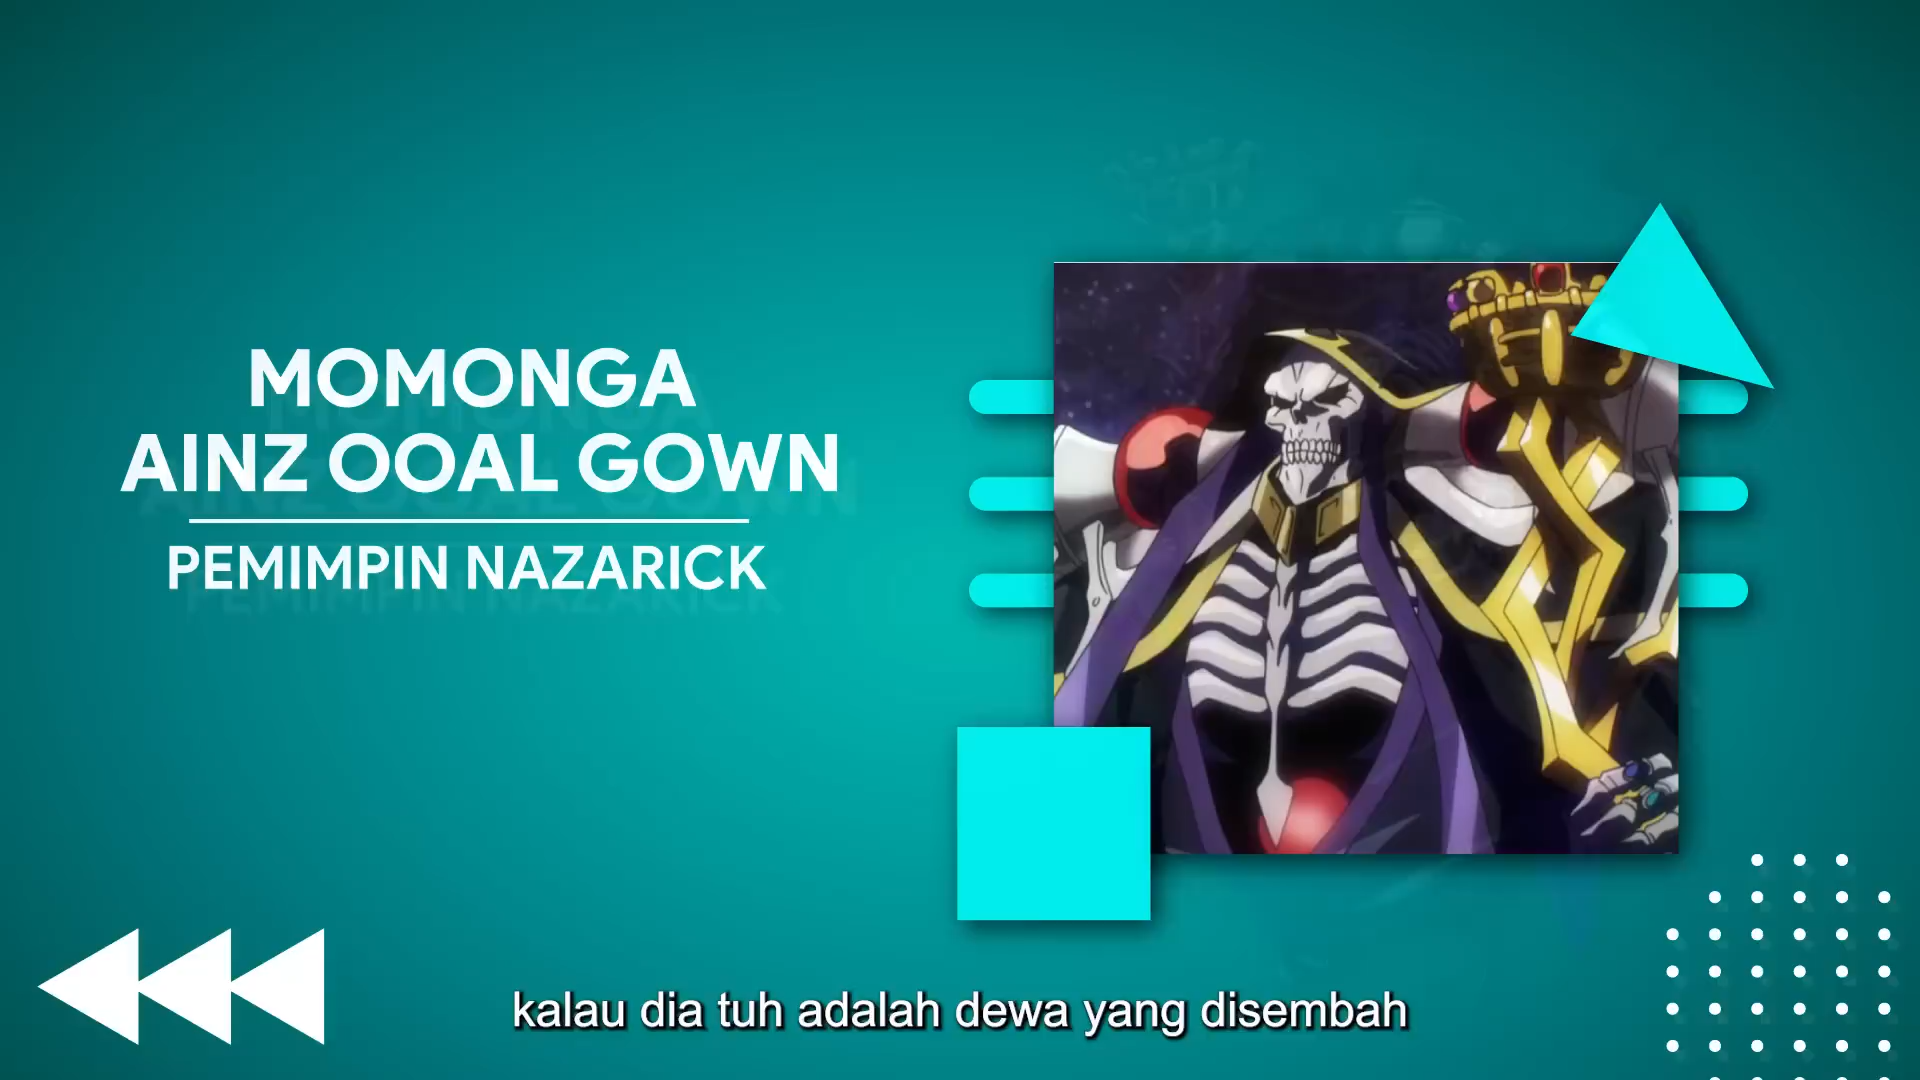 MOMONGA
AINZ OOAL GOWN
PEMIMPIN NAZARICK
kalau dia tuh adalah dewa yang disembah